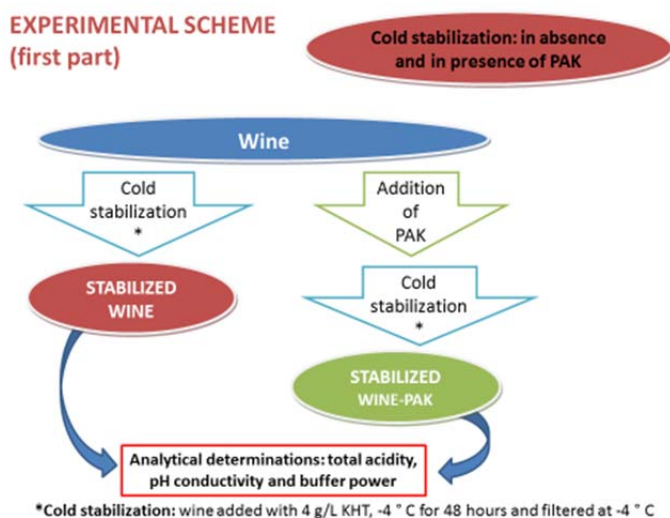 EXPERIMENTAL SCHEME
(first part)
Cold stabilization: in absence
and in presence of PAK
Wine
Cold
stabilization
*
Addition
of
PAK
STABILIZED
WINE
Cold
stabilization
*
STABILIZED
WINE-PAK
Analytical determinations: total acidity,
pH conductivity and buffer power
*Cold stabilization: wine added with 4 g/L KHT, -4 ° C for 48 hours and filtered at -4 ° C